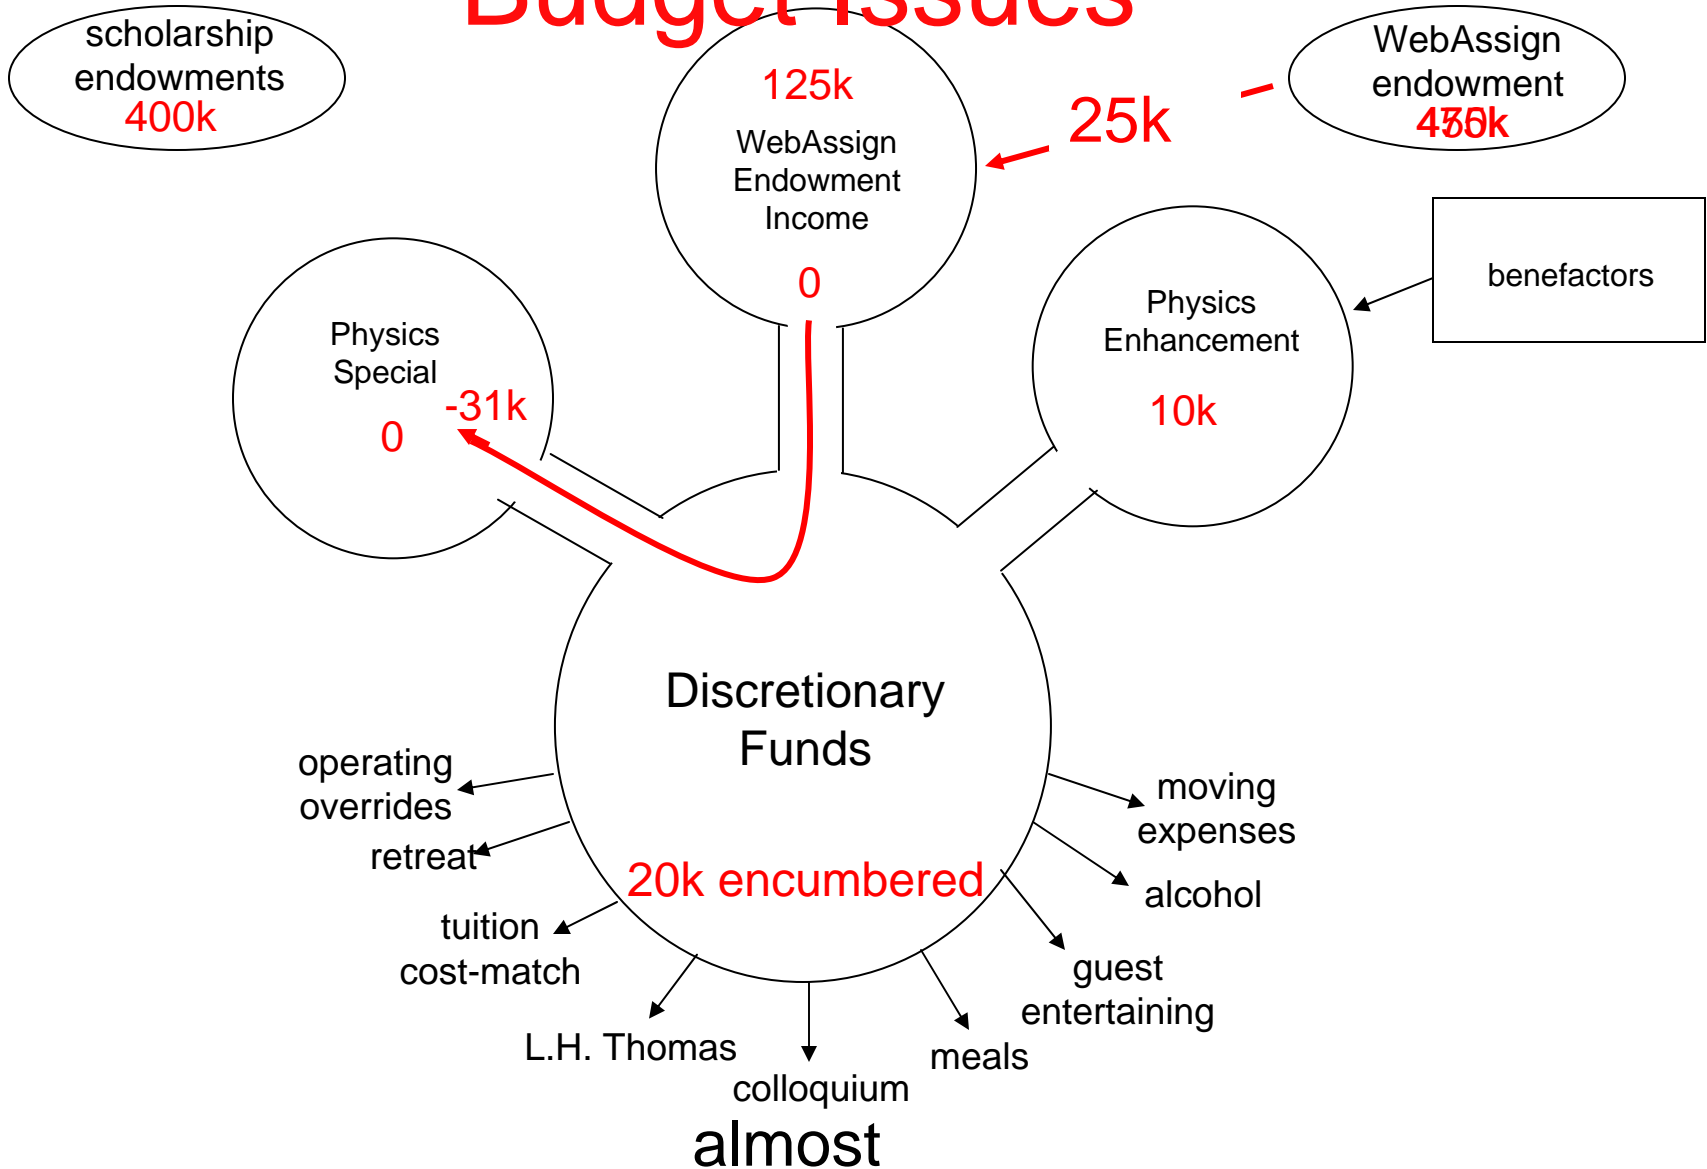 Budget Issues
scholarship
endowments
400k
125k
WebAssign
Endowment
Income
0
25k
WebAssign
endowment
benefactors
Physics
Special
-31k
0
Physics
Enhancement
10k
Discretionary
Funds
20k encumbered
operating
overrides
retreat
tuition
cost-match
L.H. Thomas
colloquium
meals
guest
entertaining
alcohol
moving
expenses
almost